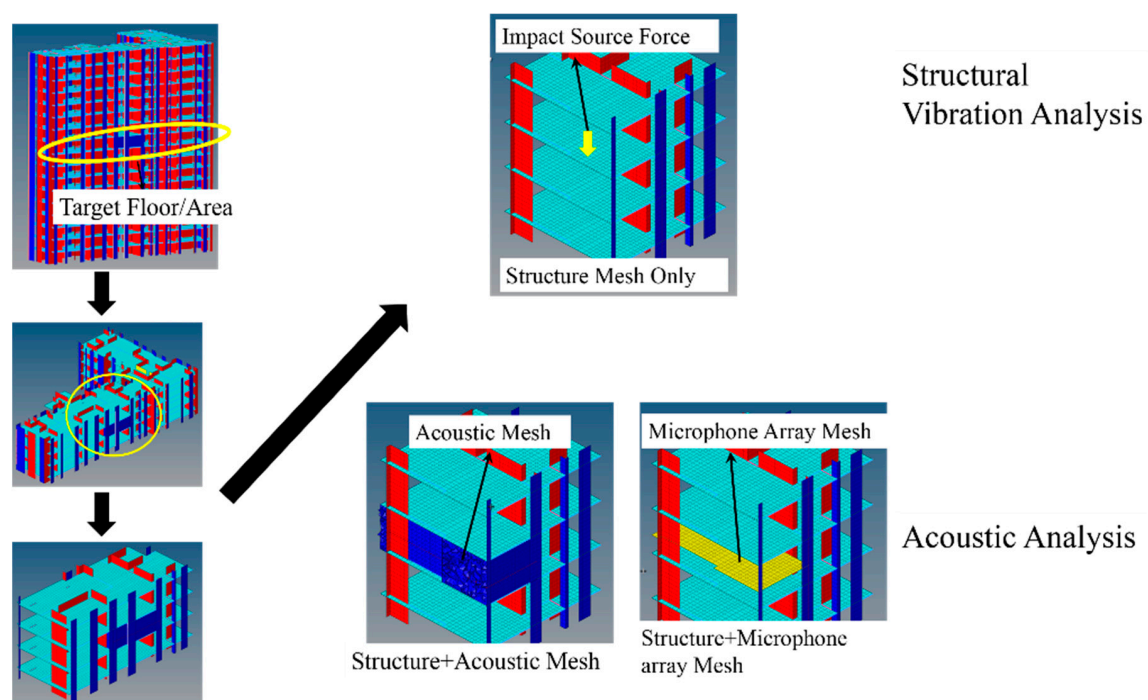 Target Floor/Area
Impact Source Force
Structure Mesh Only
Structural
Vibration Analysis
Acoustic Mesh
Structure+Acoustic Mesh
Microphone Array Mesh
Structure+Microphone
array Mesh
Acoustic Analysis